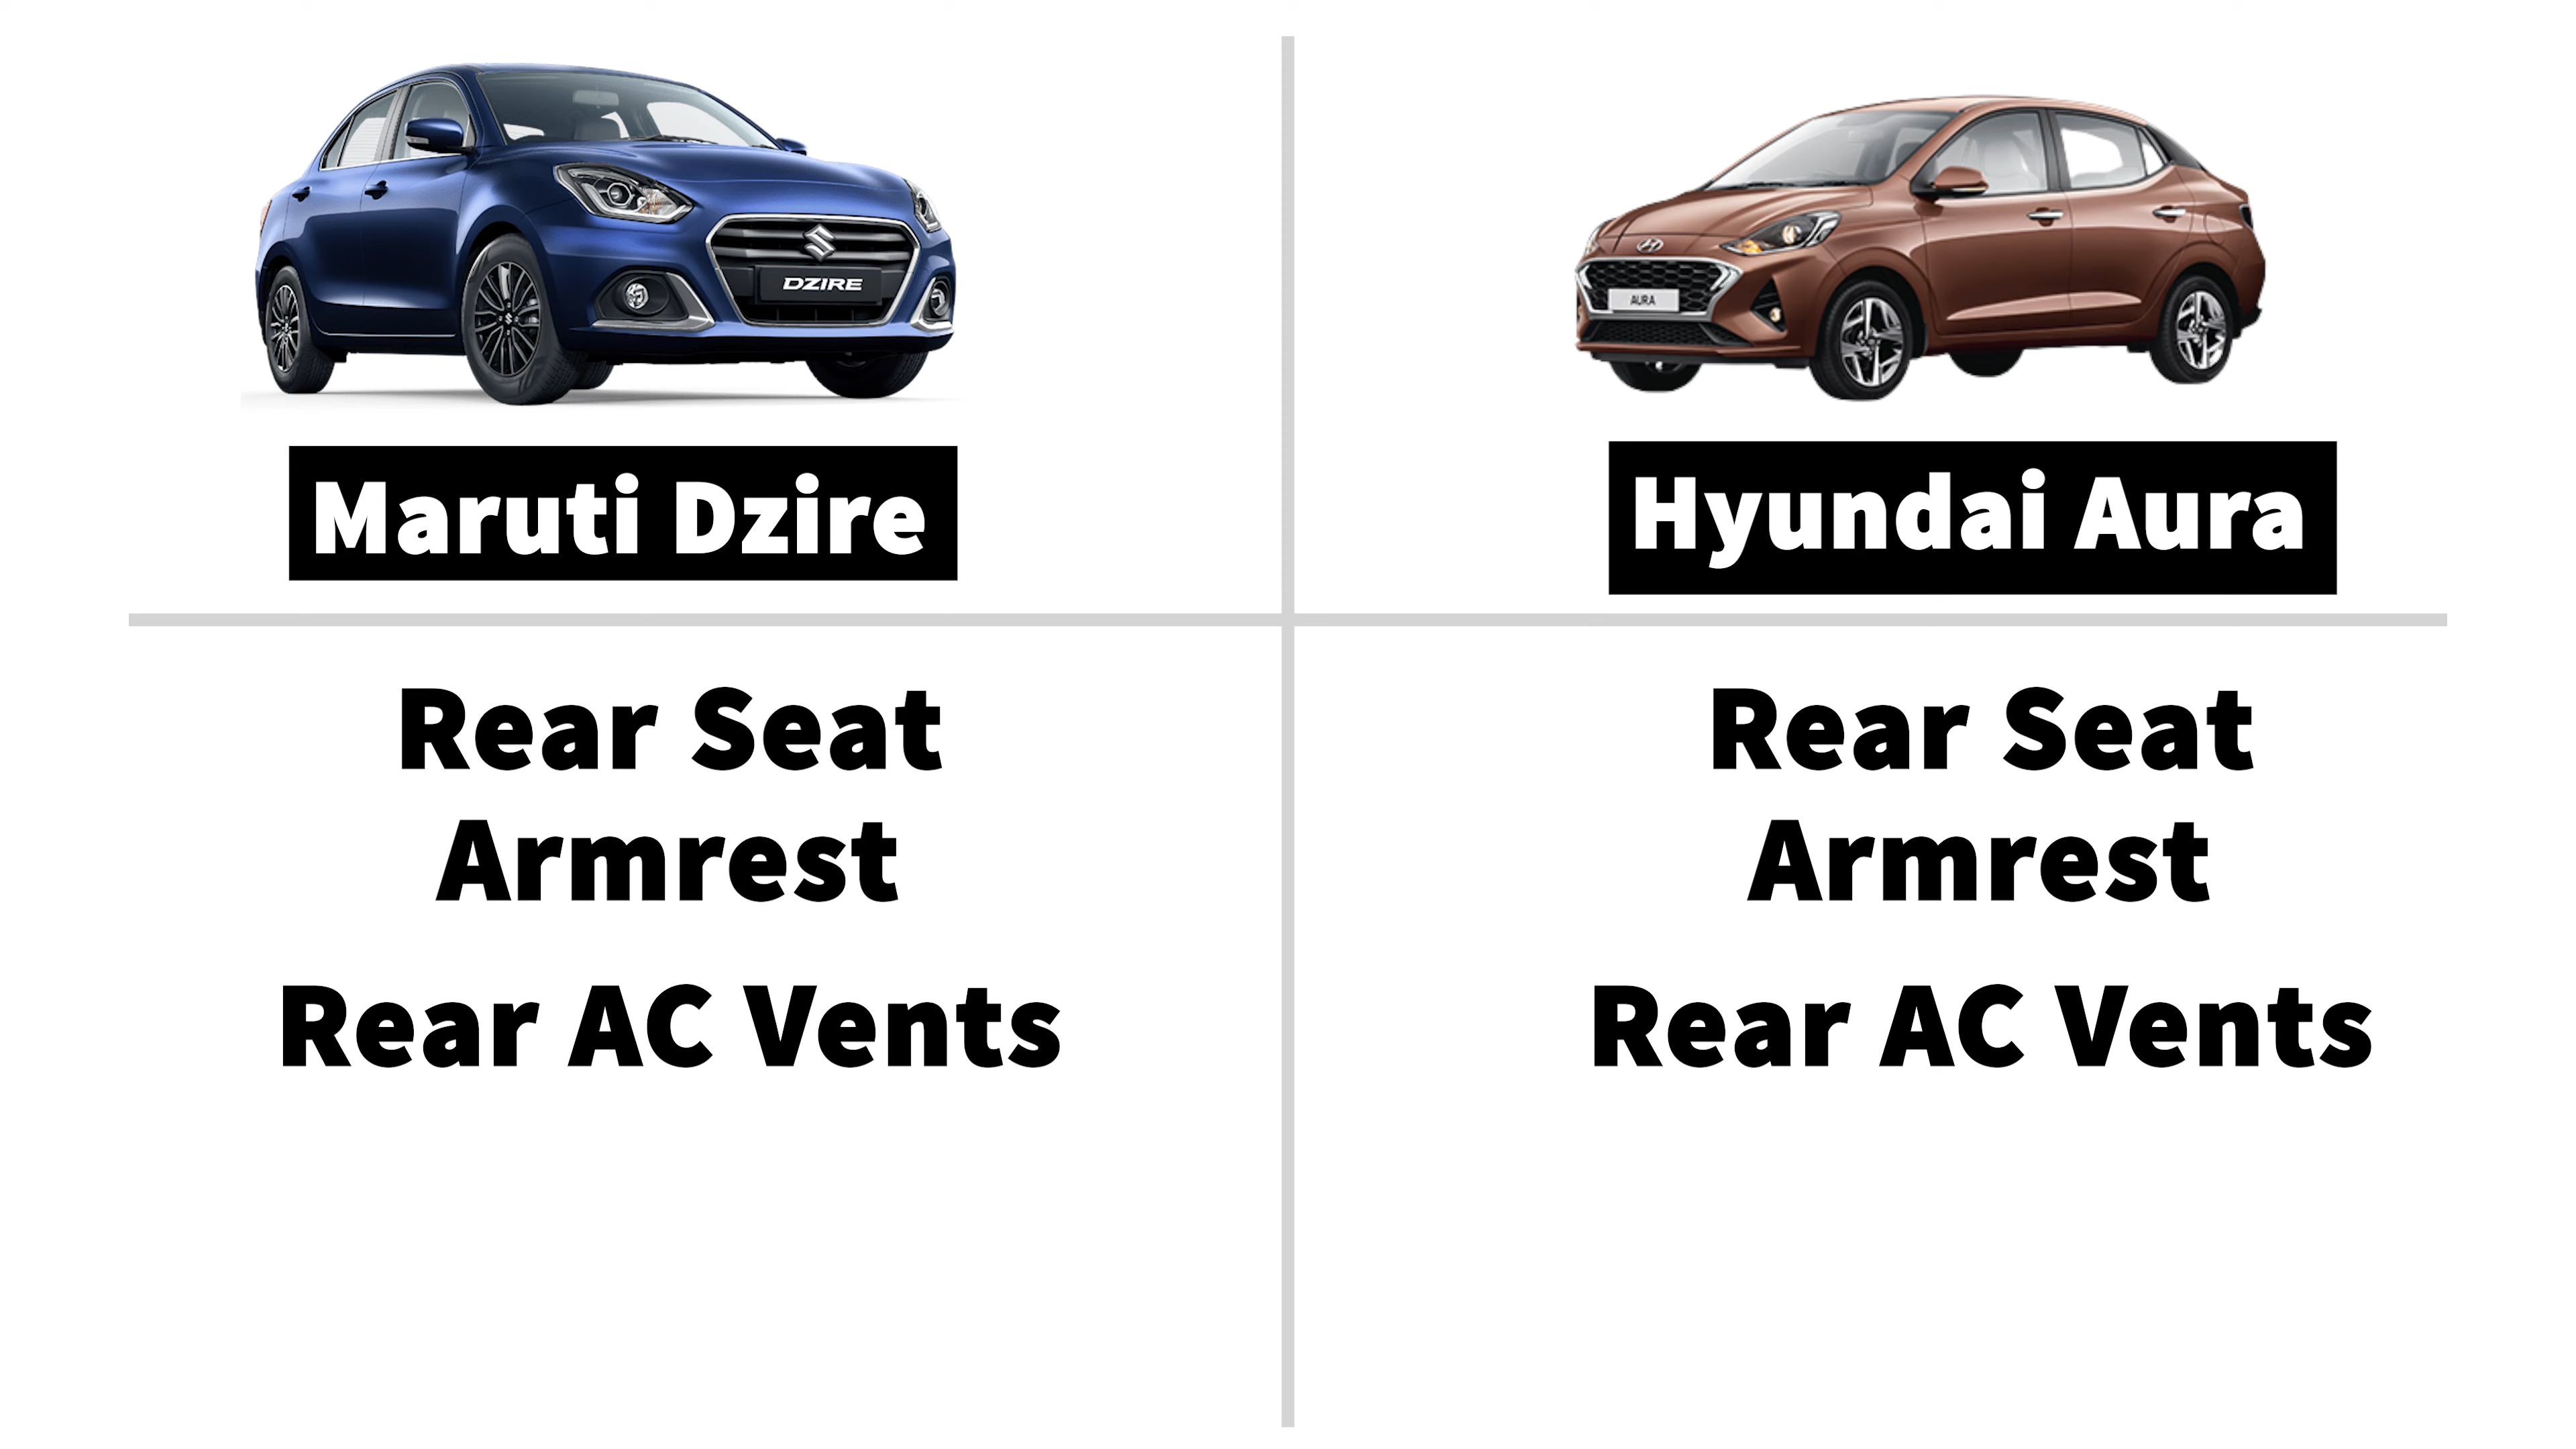 DZIRE
AURA
Maruti Dzire
Hyundai Aura
Rear Seat
Armrest
Rear AC Vents
Rear Seat
Armrest
Rear AC Vents